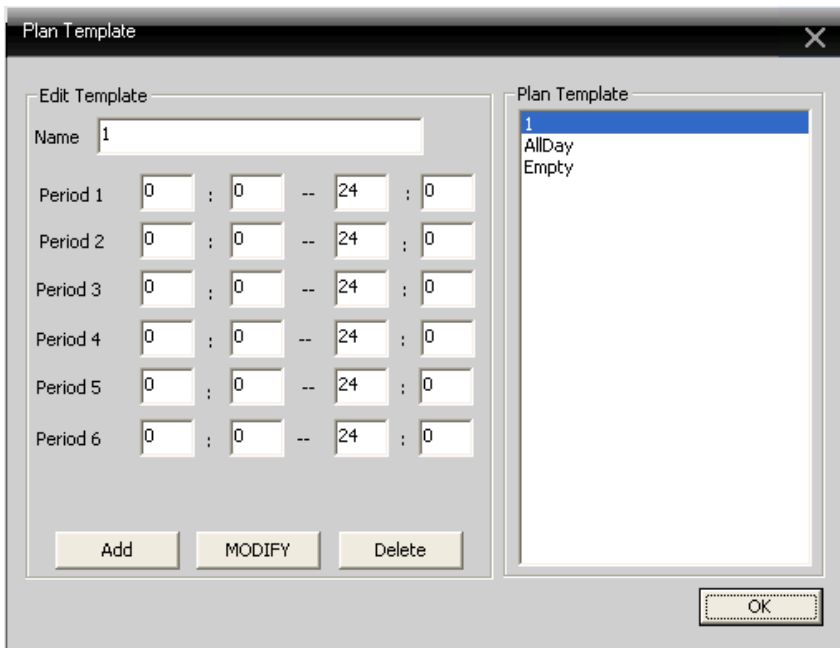 Plan Template
Edit Template
Name 1
Period 1 0 : 0 -- 24 : 0
Period 2 0 : 0 -- 24 : 0
Period 3 0 : 0 -- 24 : 0
Period 4 0 : 0 -- 24 : 0
Period 5 0 : 0 -- 24 : 0
Period 6 0 : 0 -- 24 : 0
Add MODIFY Delete
Plan Template
1
AllDay
Empty
OK